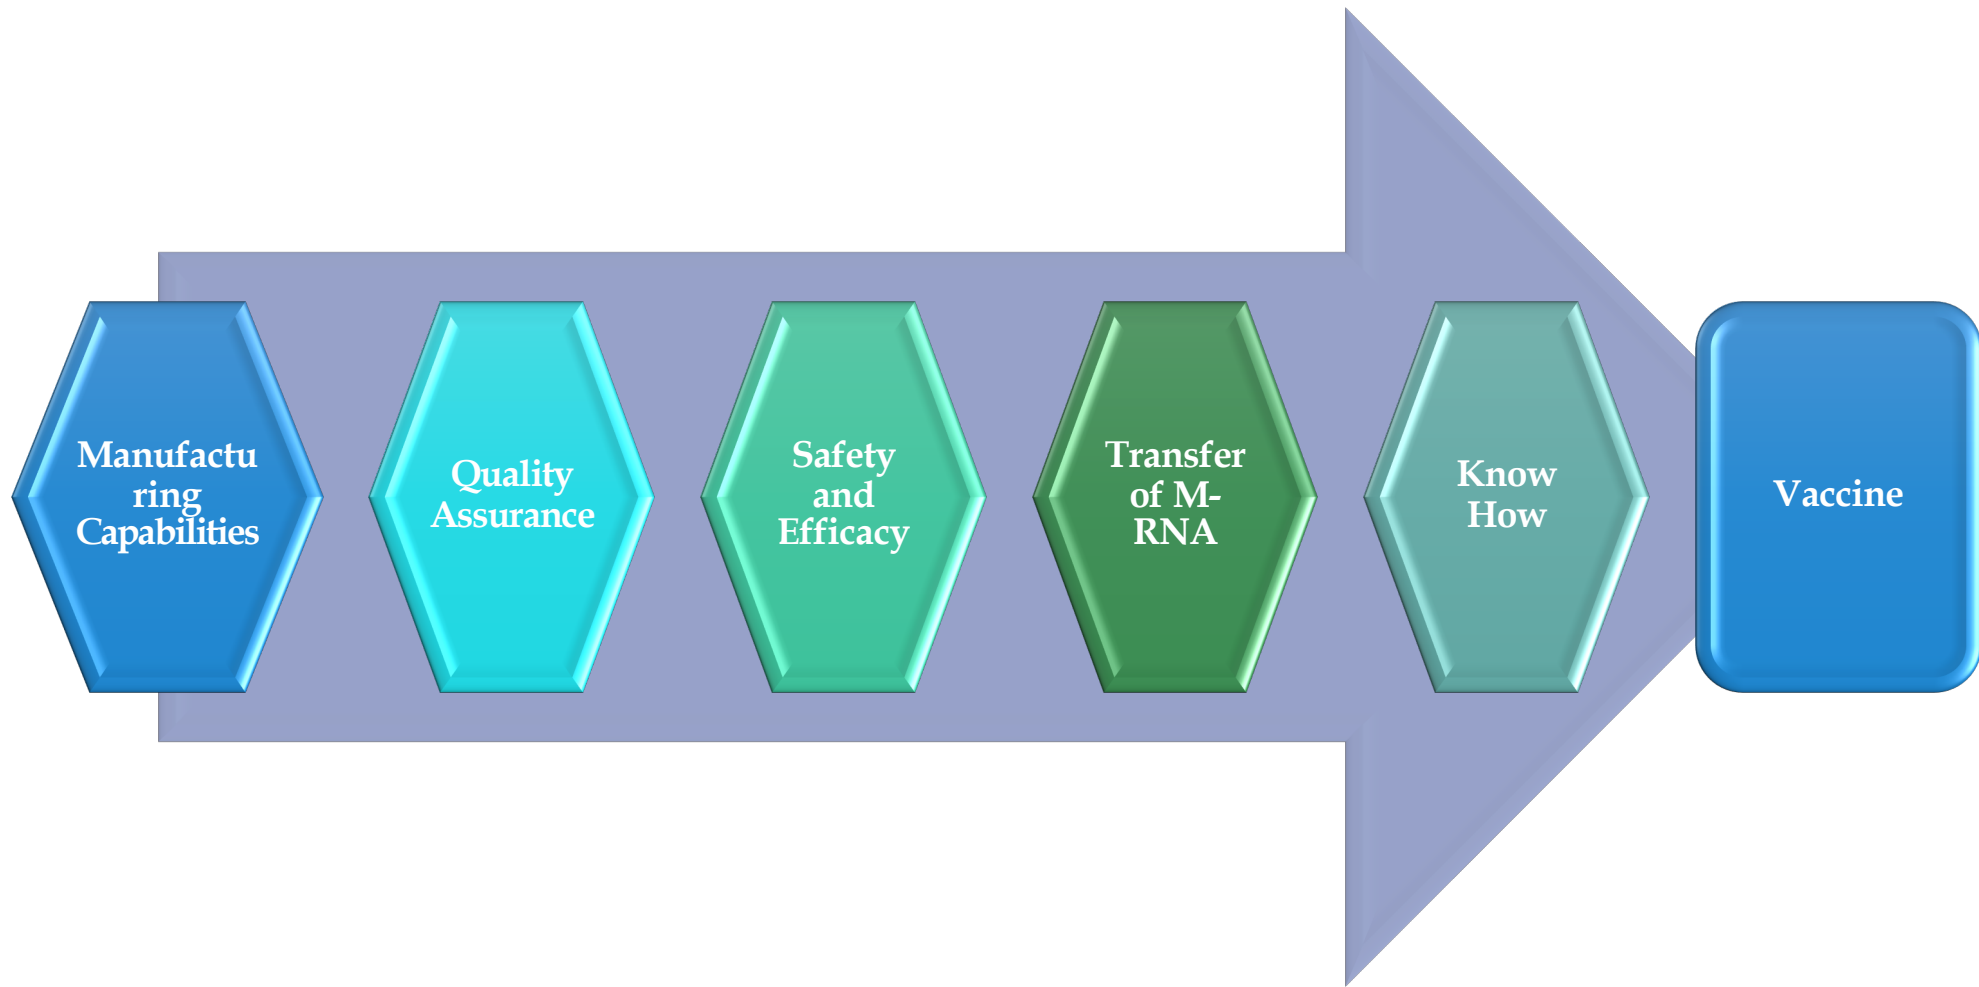 Manufactu
ring
Capabilities
Quality
Assurance
Safety
and
Efficacy
Transfer
of M-
RNA
Know
How
Vaccine